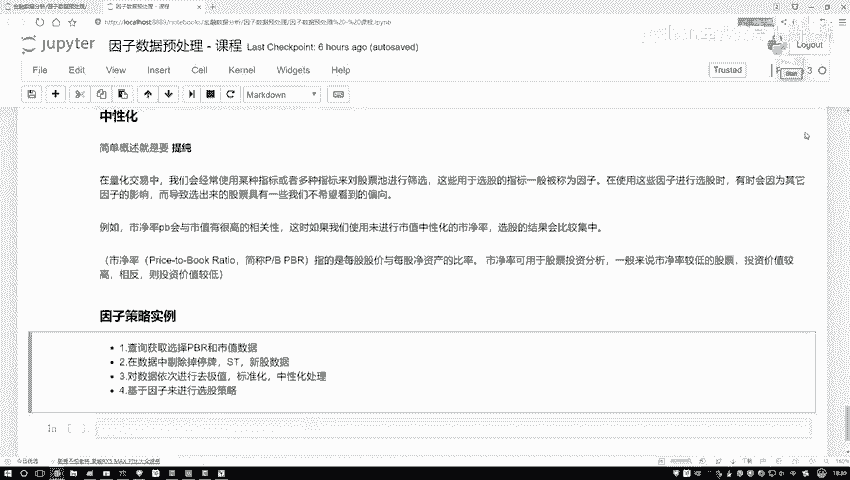 金融数据分析/因子数据预处理/
因子数据预处理 - 课程
http://localhost:8889/notebooks/金融数据分析/因子数据预处理/因子数据预处理%20-%20课程.ipynb
jupyter 因子数据预处理 - 课程 Last Checkpoint: 6 hours ago (autosaved)
Logout
File Edit View Insert Cell Kernel Widgets Help
Trusted
3
Markdown
中性化
简单概述就是要 提纯
在量化交易中，我们会经常使用某种指标或者多种指标来对股票池进行筛选，这些用于选股的指标一般被称为因子。在使用这些因子进行选股时，有时会因为其它
因子的影响，而导致选出来的股票具有一些我们不希望看到的偏向。
例如，市净率pb会与市值有很高的相关性，这时如果我们使用未进行市值中性化的市净率，选股的结果会比较集中。
（市净率（Price-to-Book Ratio，简称P/B PBR）指的是每股股价与每股净资产的比率。 市净率可用于股票投资分析，一般来说市净率较低的股票，投资价值较
高，相反，则投资价值较低）
因子策略实例
• 1.查询获取选择PBR和市值数据
• 2.在数据中剔除掉停牌，ST，新股数据
• 3.对数据依次进行去极值，标准化，中性化处理
• 4.基于因子来进行选股策略
In [ ]: